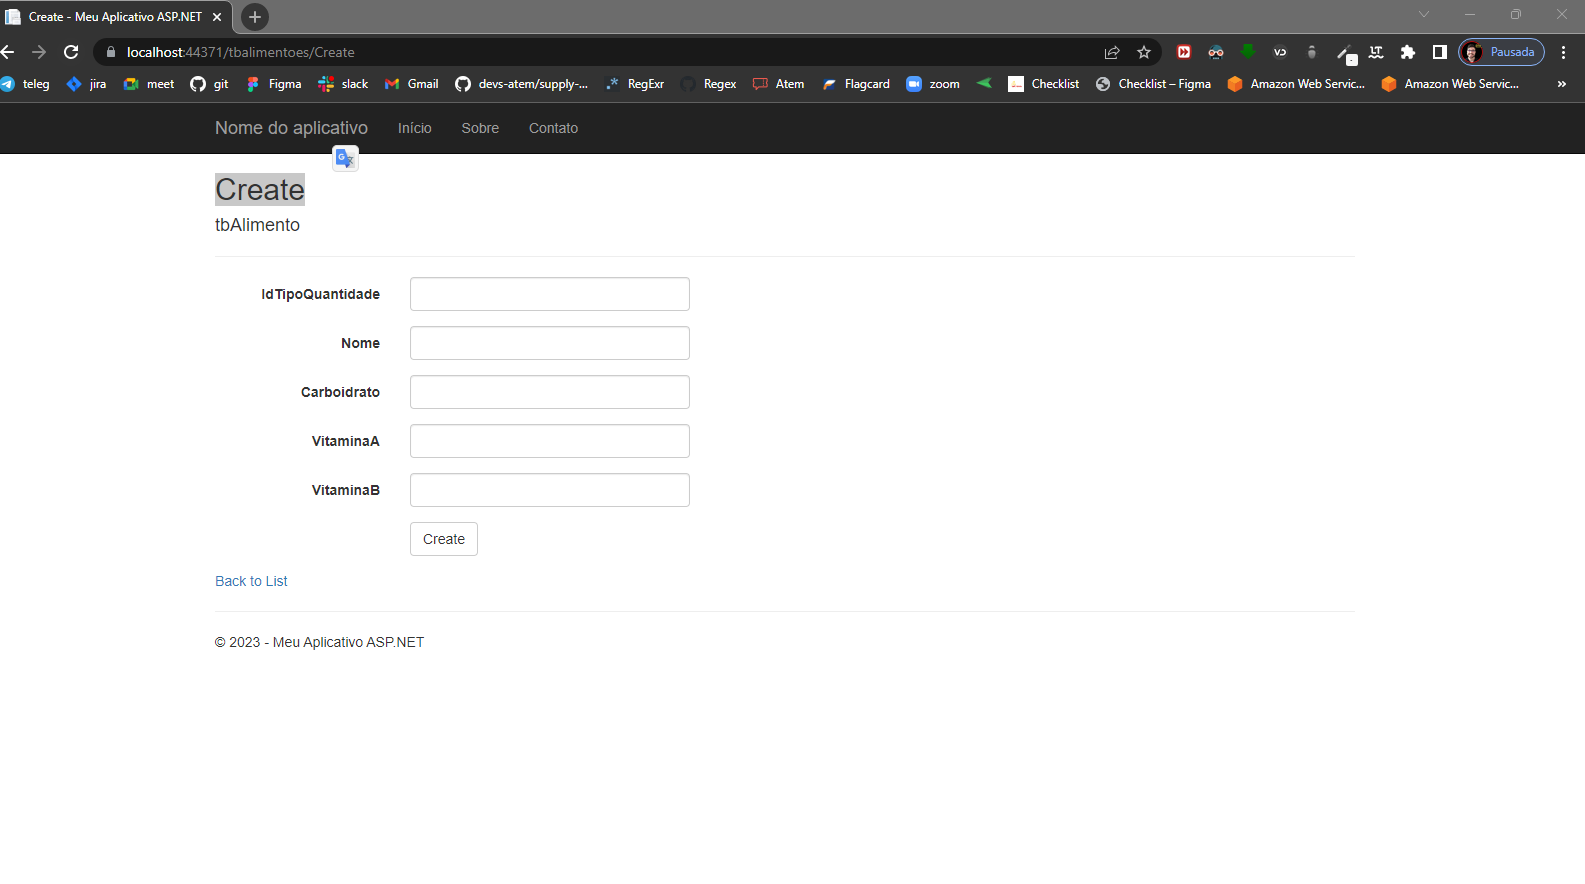 Create - Meu Aplicativo ASP.NET
localhost:44371/tbalimentoes/Create
Pausada
teleg jira meet git Figma slack Gmail devs-atem/supply-... RegExr Regex Atem Flagcard zoom Checklist Checklist – Figma Amazon Web Servic... Amazon Web Servic... »
Nome do aplicativo Início Sobre Contato
Create
tbAlimento
IdTipoQuantidade
Nome
Carboidrato
VitaminaA
VitaminaB
Create
Back to List
© 2023 - Meu Aplicativo ASP.NET